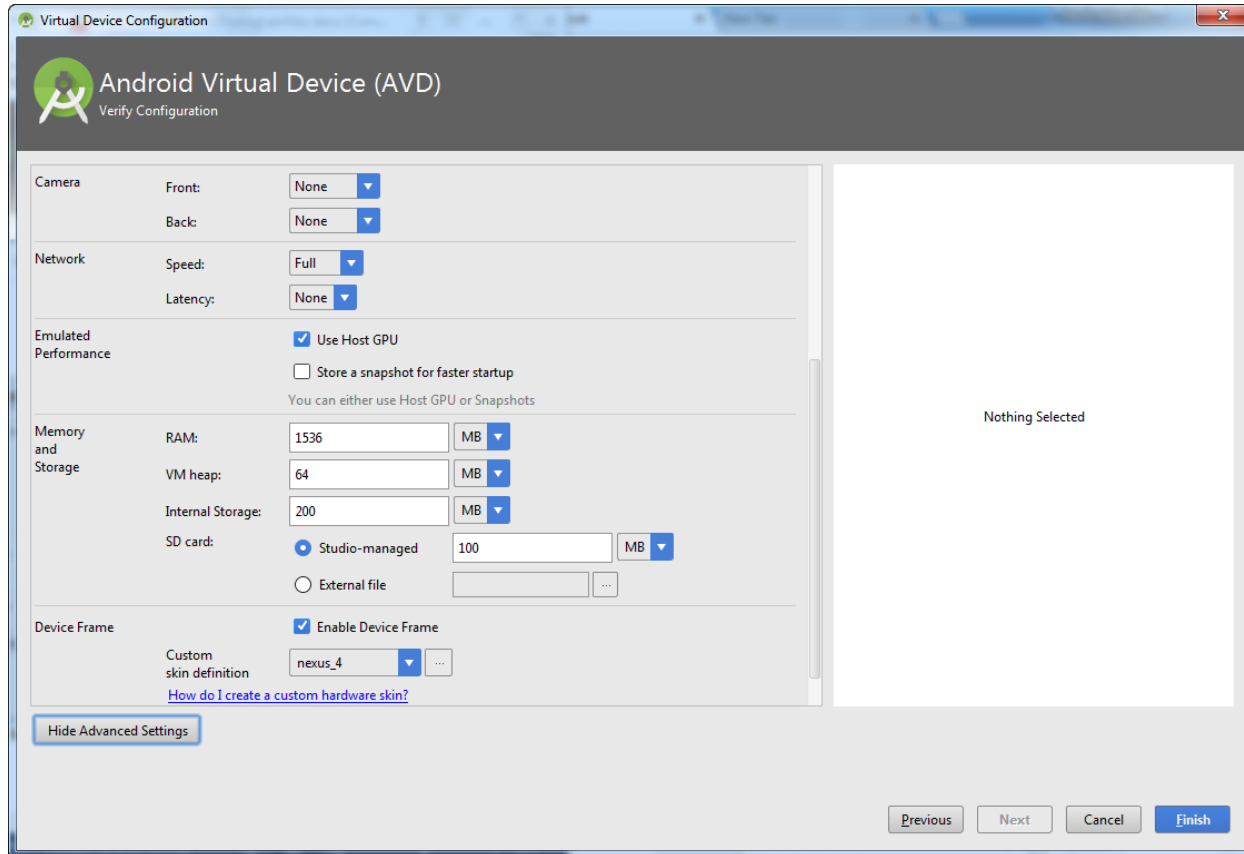 Virtual Device Configuration
Android Virtual Device (AVD)
Verify Configuration
Camera
Front:
None
Back:
None
Network
Speed:
Full
Latency:
None
Emulated
Performance
Use Host GPU
Store a snapshot for faster startup
You can either use Host GPU or Snapshots
Memory
and
Storage
RAM:
1536
MB
VM heap:
64
MB
Internal Storage:
200
MB
SD card:
Studio-managed
100
MB
External file
...
Device Frame
Enable Device Frame
Custom
skin definition
nexus_4
...
How do I create a custom hardware skin?
Nothing Selected
Hide Advanced Settings
Previous
Next
Cancel
Finish